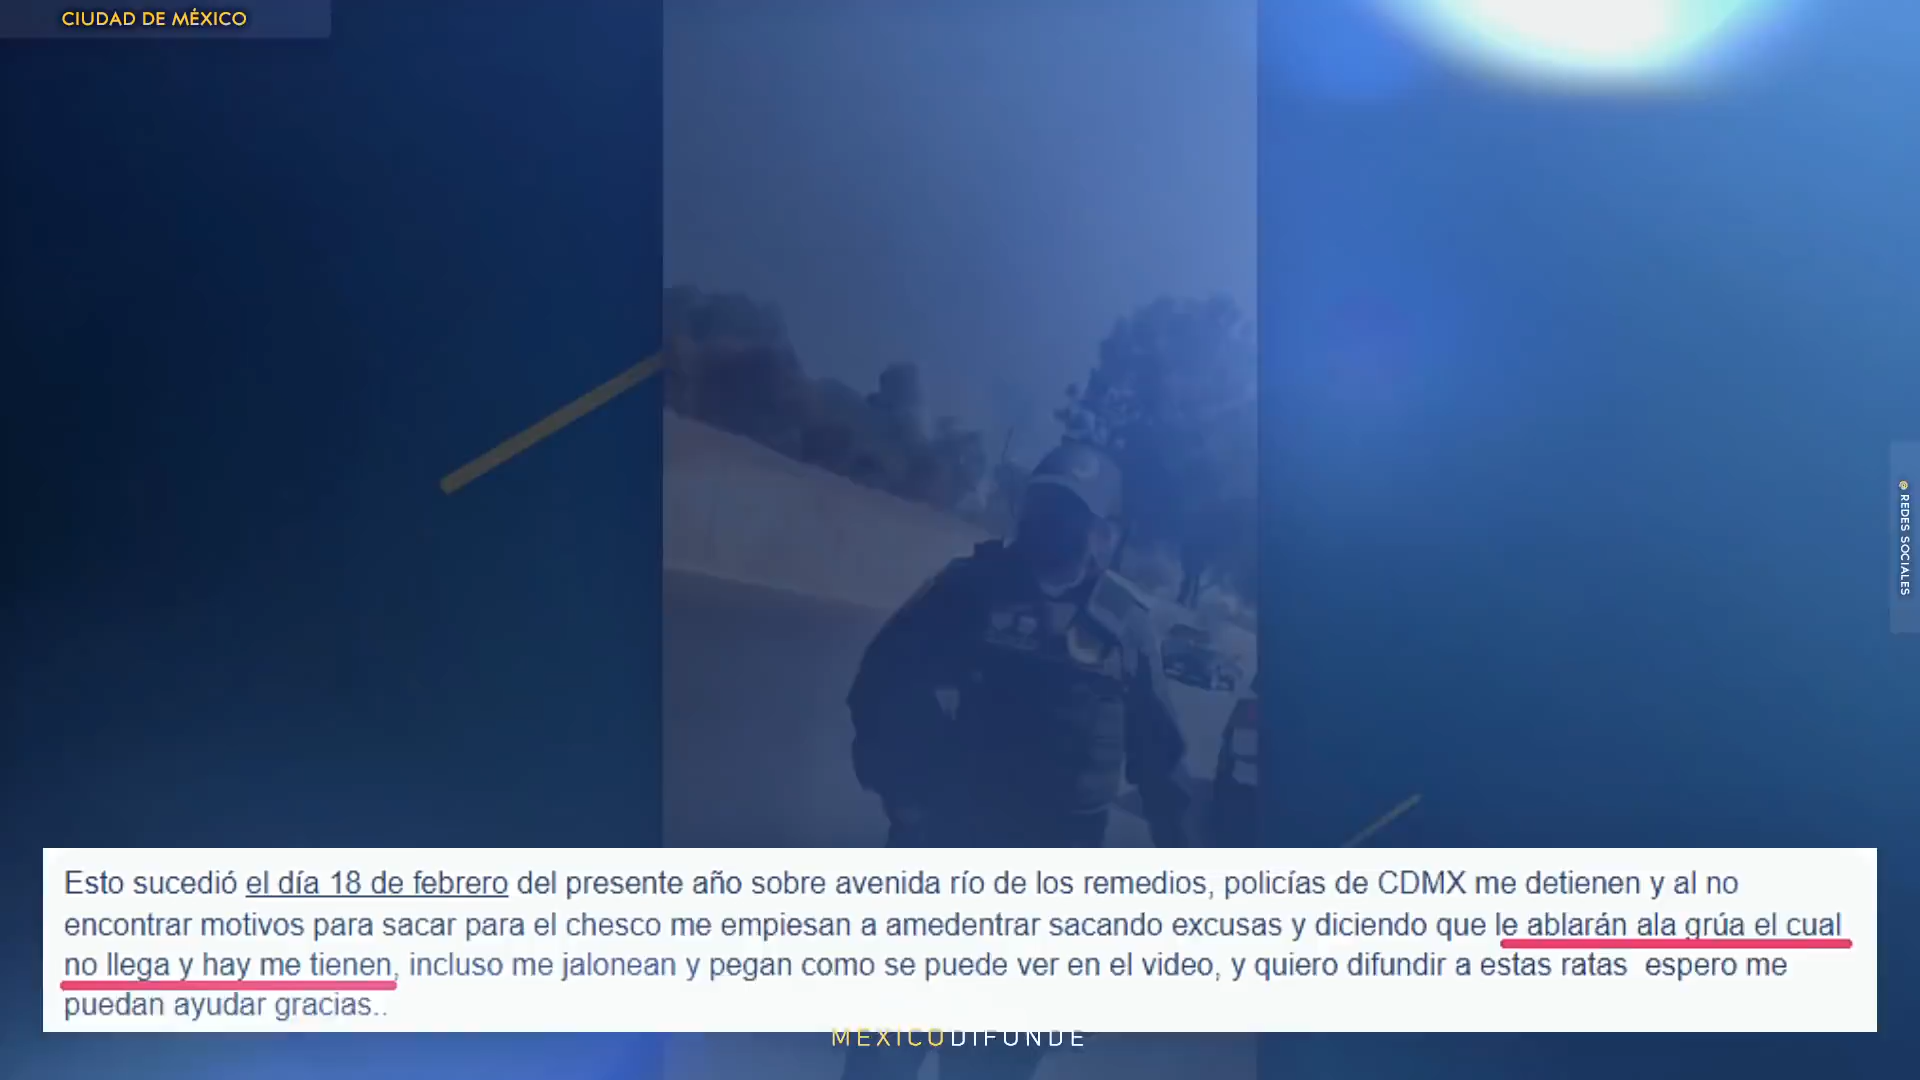 CIUDAD DE MÉXICO
@ REDES SOCIALES
Esto sucedió el día 18 de febrero del presente año sobre avenida río de los remedios, policías de CDMX me detienen y al no
encontrar motivos para sacar para el chesco me empiesan a amedentrar sacando excusas y diciendo que le ablarán ala grúa el cual
no llega y hay me tienen, incluso me jalonean y pegan como se puede ver en el video, y quiero difundir a estas ratas espero me
puedan ayudar gracias..
MEXICODIFUNDE